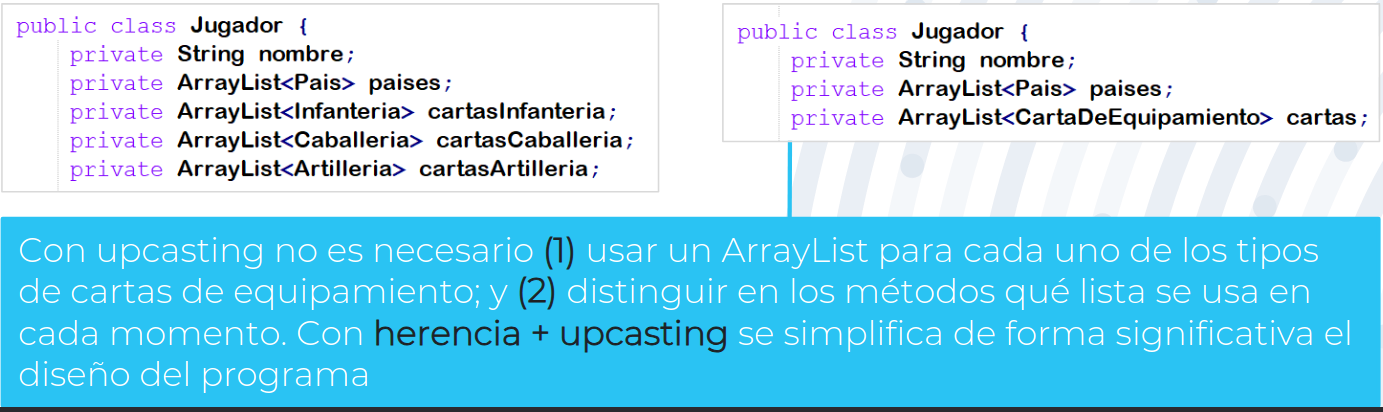 public class Jugador {
private String nombre;
private ArrayList<Pais> paises;
private ArrayList<Infanteria> cartasInfanteria;
private ArrayList<Caballeria> cartasCaballeria;
private ArrayList<Artilleria> cartasArtilleria;
public class Jugador {
private String nombre;
private ArrayList<Pais> paises;
private ArrayList<CartaDeEquipamiento> cartas;
Con upcasting no es necesario (1) usar un ArrayList para cada uno de los tipos
de cartas de equipamiento; y (2) distinguir en los métodos qué lista se usa en
cada momento. Con herencia + upcasting se simplifica de forma significativa el
diseño del programa